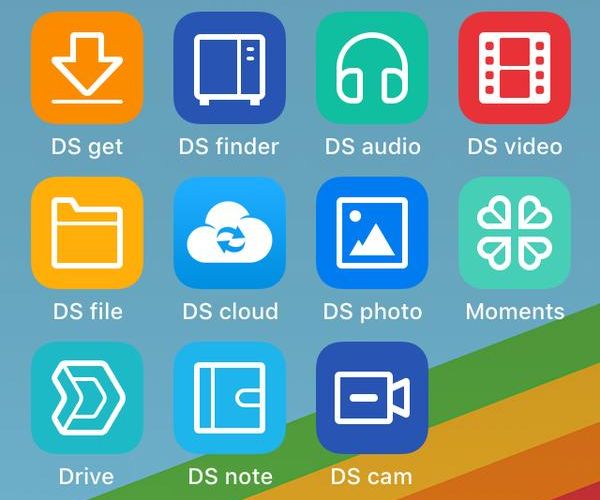 DS get
DS finder
DS audio
DS video
DS file
DS cloud
DS photo
Moments
Drive
DS note
DS cam